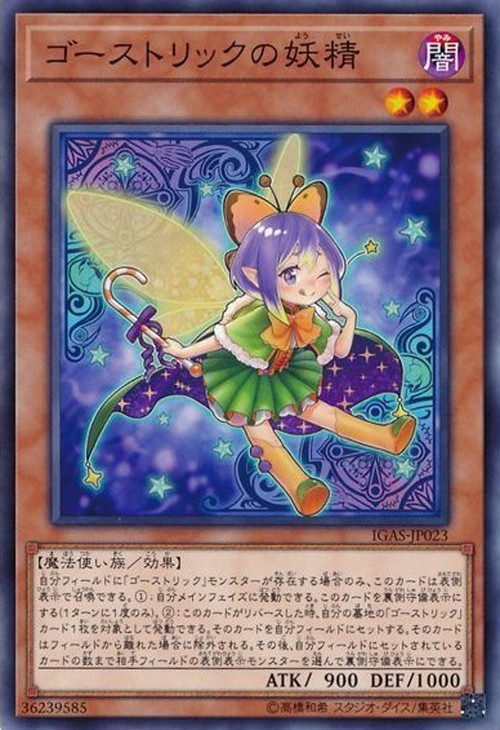 ゴーストリックの妖精
闇
IGAS-JP023
【魔法使い族／効果】
自分フィールドに「ゴーストリック」モンスターが存在する場合のみ、このカードは表側
表示で召喚できる。①：自分メインフェイズに発動できる。このカードを裏側守備表示に
する(1ターンに1度のみ)。②：このカードがリバースした時、自分の墓地の「ゴーストリック」
カード1枚を対象として発動できる。そのカードを自分フィールドにセットする。そのカード
はフィールドから離れた場合に除外される。その後、自分フィールドにセットされている
カードの数まで相手フィールドの表側表示モンスターを選んで裏側守備表示にできる。
ATK/ 900 DEF/1000
36239585
©高橋和希 スタジオ・ダイス/集英社